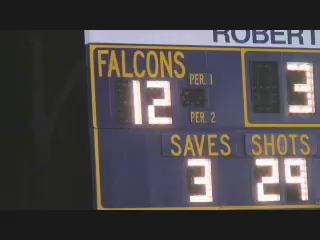 ROBERT
FALCONS
12 PER. 1 3
PER. 2
SAVES SHOTS
3 29